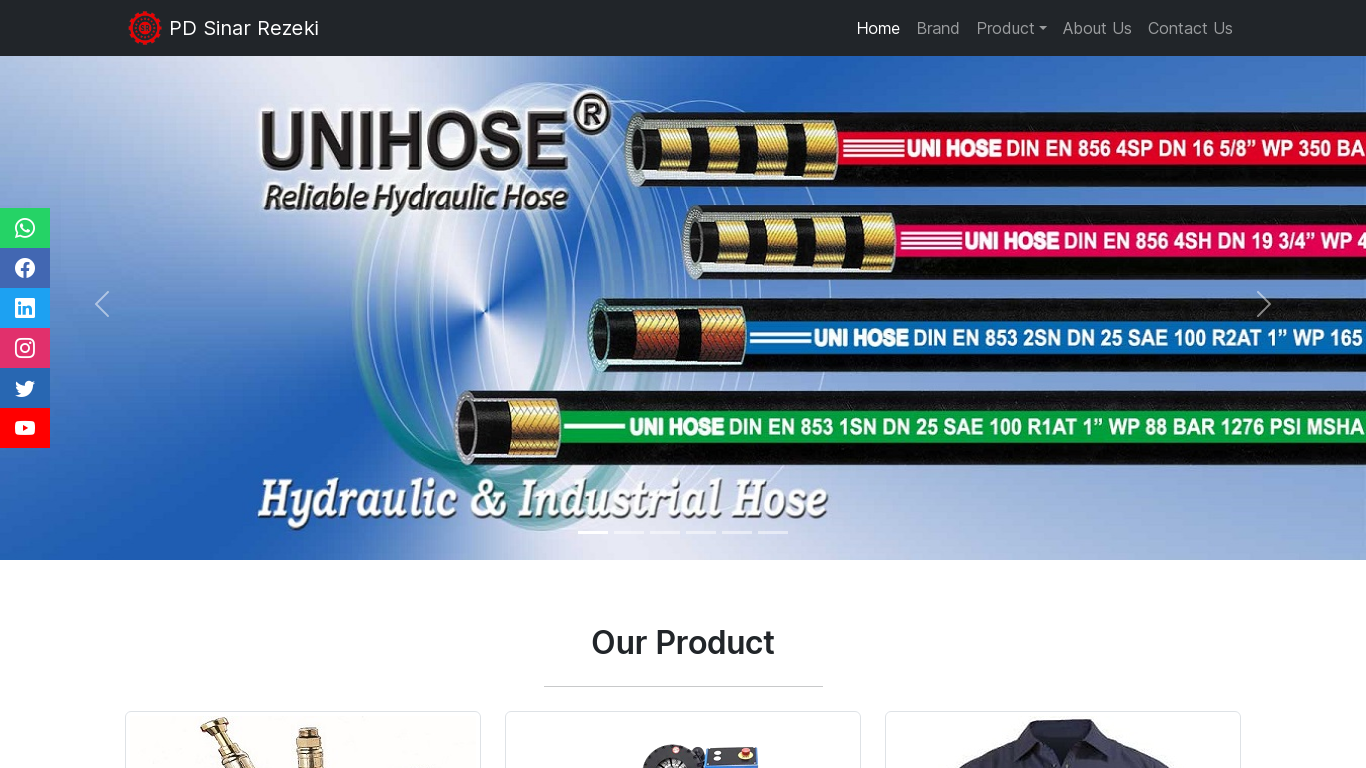 PD Sinar Rezeki
Home
Brand
Product
About Us
Contact Us
UNIHOSE®
Reliable Hydraulic Hose
UNI HOSE DIN EN 856 4SP DN 16 5/8” WP 350 BA
UNI HOSE DIN EN 856 4SH DN 19 3/4” WP 4
UNI HOSE DIN EN 853 2SN DN 25 SAE 100 R2AT 1” WP 165
UNI HOSE DIN EN 853 1SN DN 25 SAE 100 R1AT 1” WP 88 BAR 1276 PSI MSHA
Hydraulic & Industrial Hose
Our Product